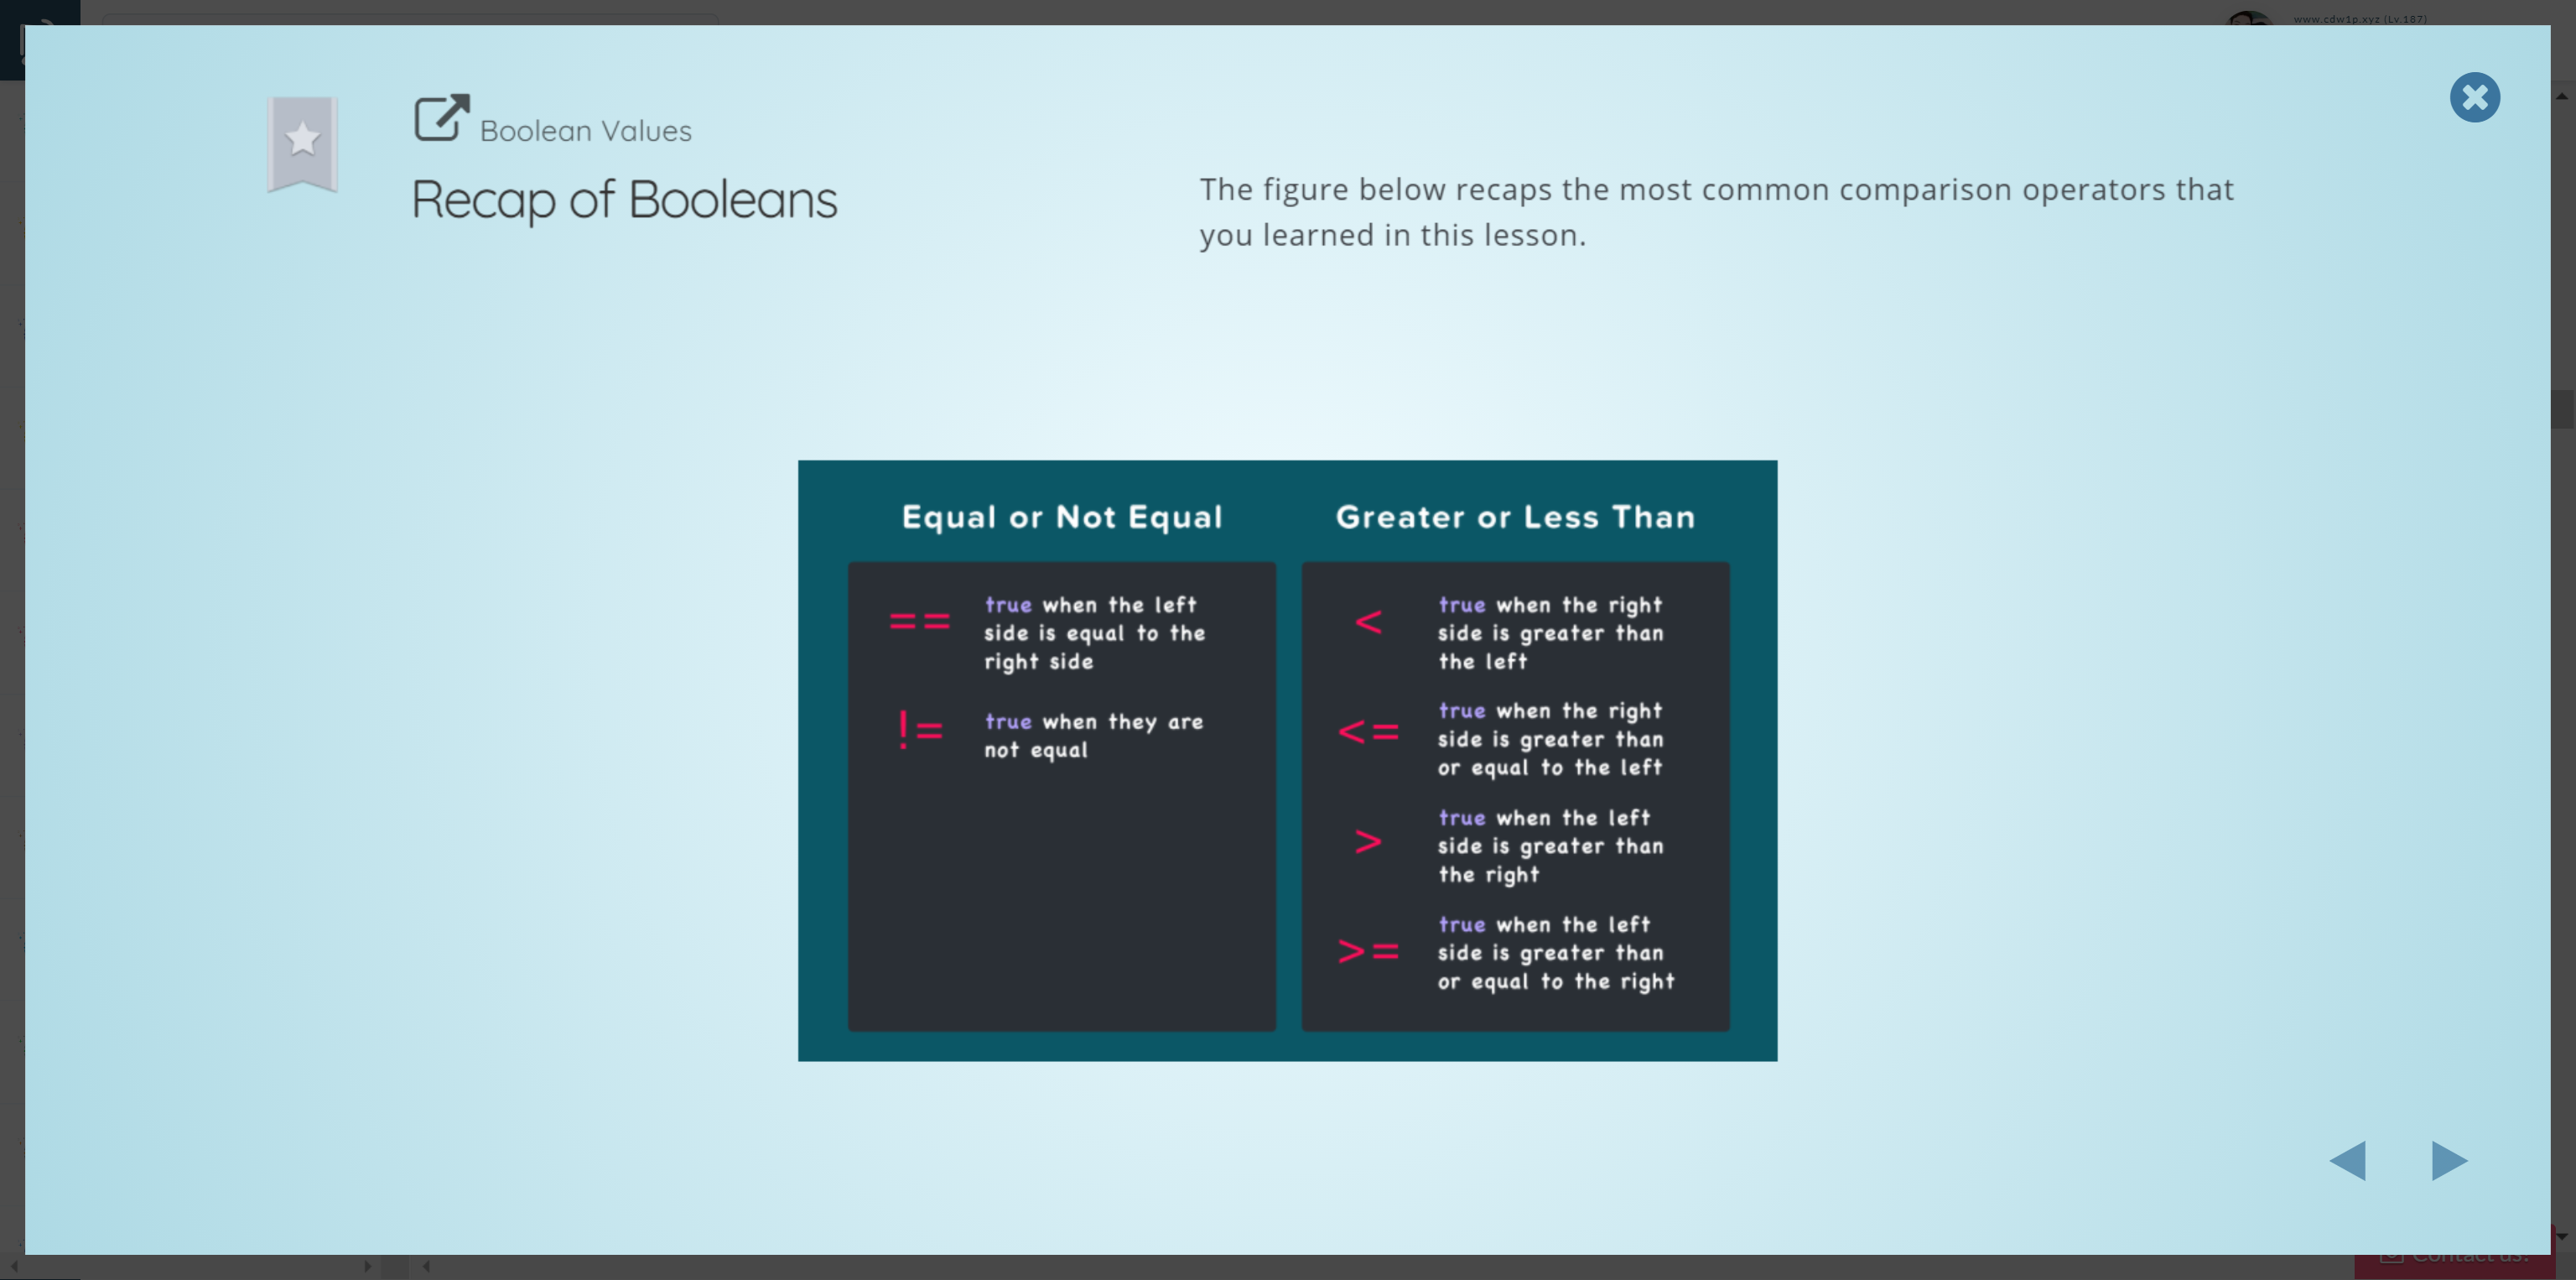 www.cdw1p.xyz (Lv.187)
Boolean Values
Recap of Booleans
The figure below recaps the most common comparison operators that
you learned in this lesson.
Equal or Not Equal
== true when the left
side is equal to the
right side
!= true when they are
not equal
Greater or Less Than
< true when the right
side is greater than
the left
<= true when the right
side is greater than
or equal to the left
> true when the left
side is greater than
the right
>= true when the left
side is greater than
or equal to the right
Contact us!